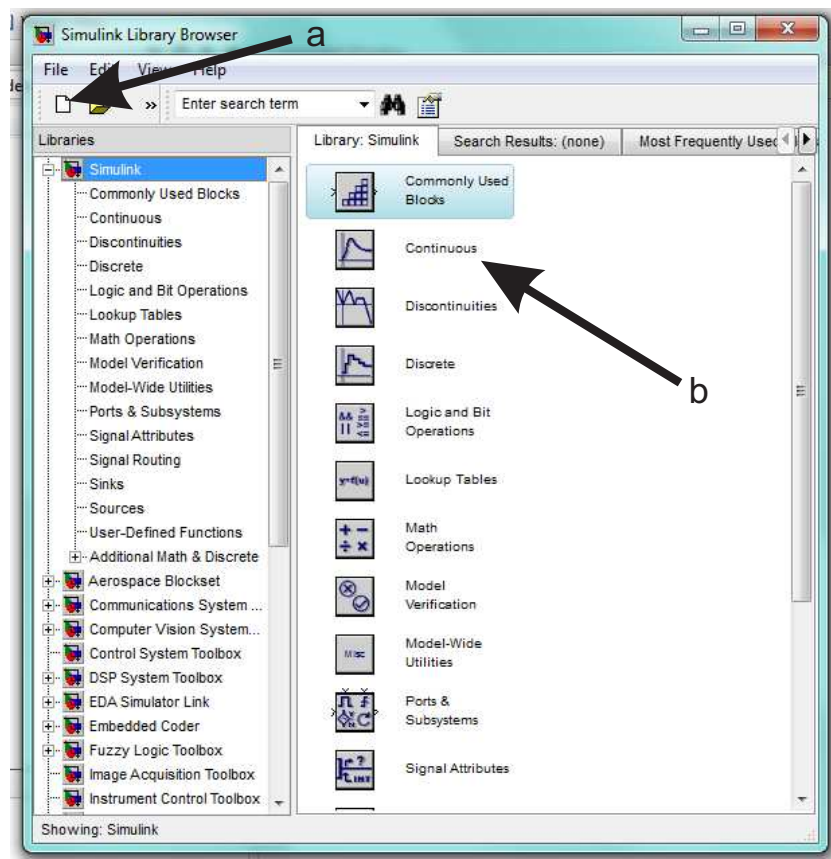 Simulink Library Browser
a
File Edit View Help
» Enter search term
Libraries
Library: Simulink Search Results: (none) Most Frequently Used
Simulink
Commonly Used Blocks
Continuous
Discontinuities
Discrete
Logic and Bit Operations
Lookup Tables
Math Operations
Model Verification
Model-Wide Utilities
Ports & Subsystems
Signal Attributes
Signal Routing
Sinks
Sources
User-Defined Functions
Additional Math & Discrete
Aerospace Blockset
Communications System ...
Computer Vision System...
Control System Toolbox
DSP System Toolbox
EDA Simulator Link
Embedded Coder
Fuzzy Logic Toolbox
Image Acquisition Toolbox
Instrument Control Toolbox
Commonly Used
Blocks
Continuous
Discontinuities
b
Discrete
Logic and Bit
Operations
y=f(u)
Lookup Tables
Math
Operations
Model
Verification
Misc
Model-Wide
Utilities
Ports &
Subsystems
Signal Attributes
Showing: Simulink